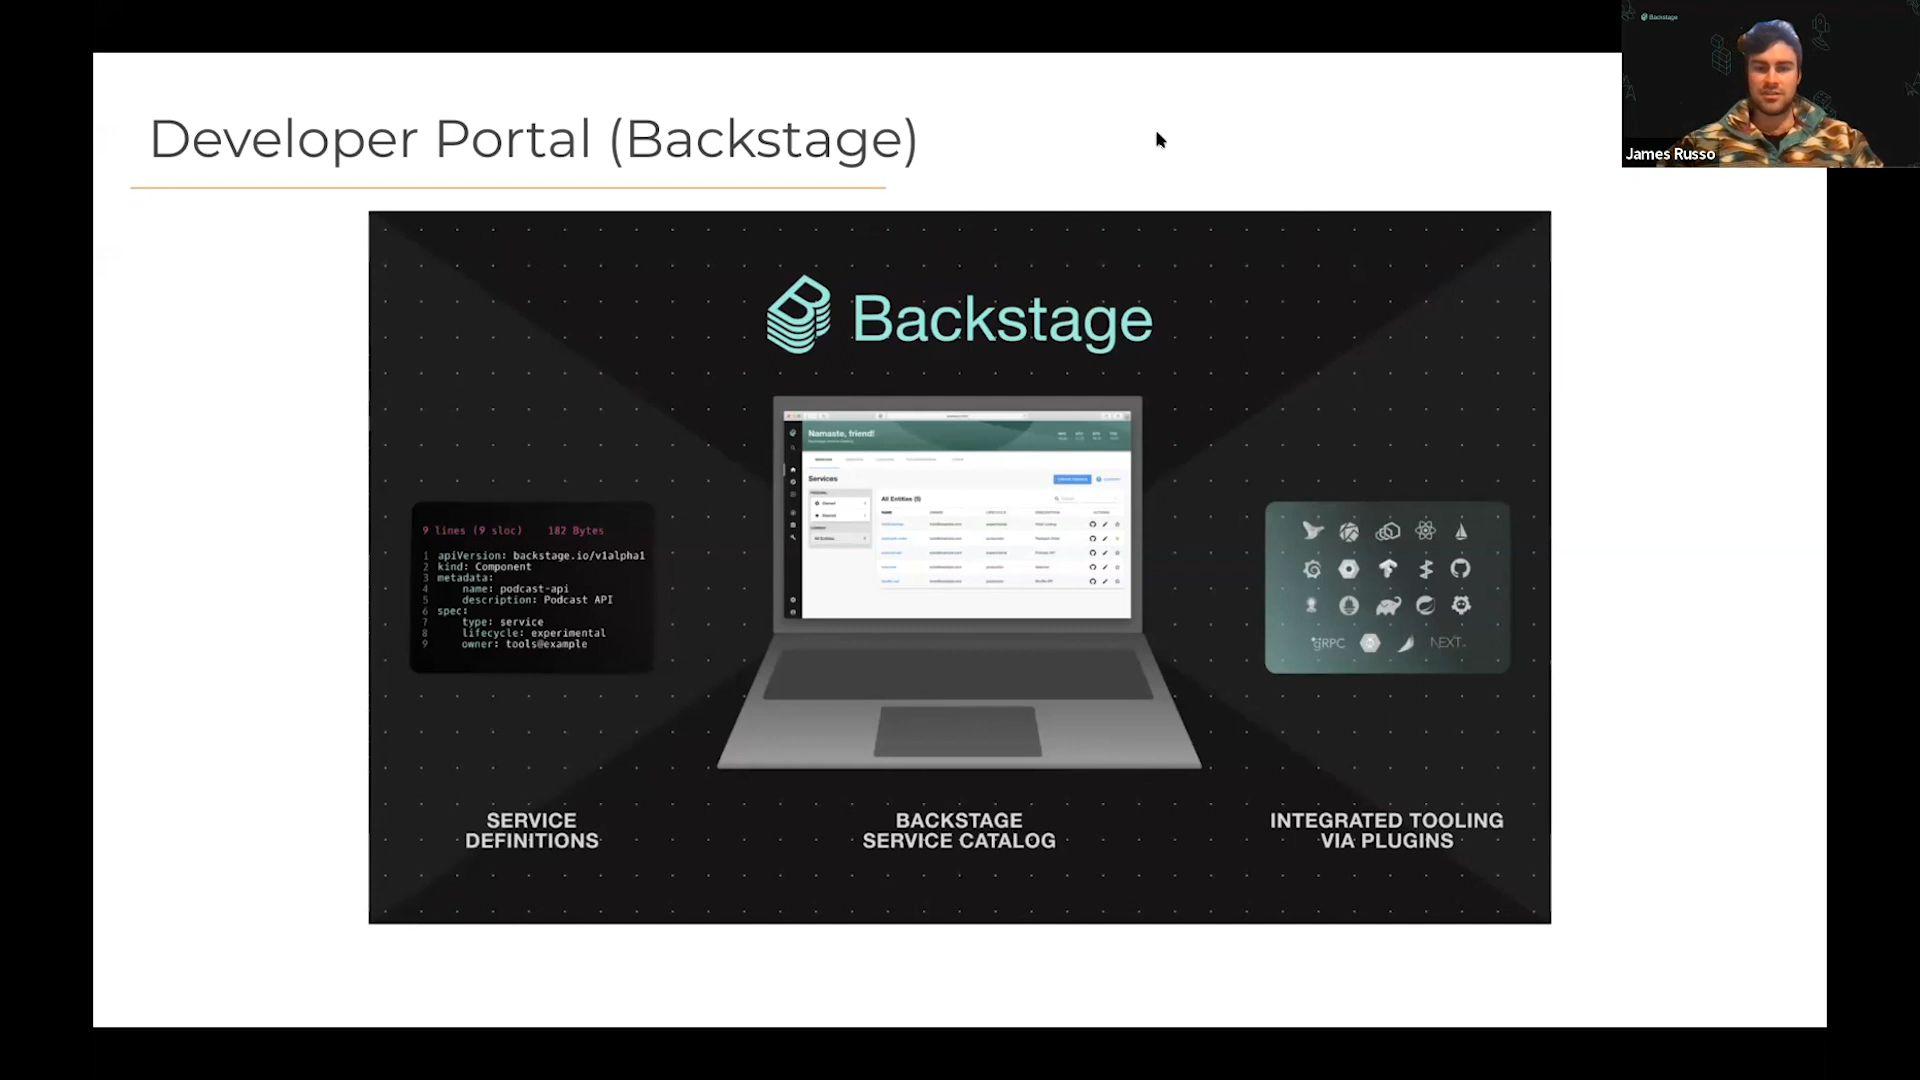 Backstage
James Russo
Developer Portal (Backstage)
Backstage
9 lines (9 sloc) 182 Bytes
1 apiVersion: backstage.io/v1alpha1
2 kind: Component
3 metadata:
4 name: podcast-api
5 description: Podcast API
6 spec:
7 type: service
8 lifecycle: experimental
9 owner: tools@example
Namaste, friend!
Services
All Entities (5)
gRPC
NEXT
SERVICE
DEFINITIONS
BACKSTAGE
SERVICE CATALOG
INTEGRATED TOOLING
VIA PLUGINS